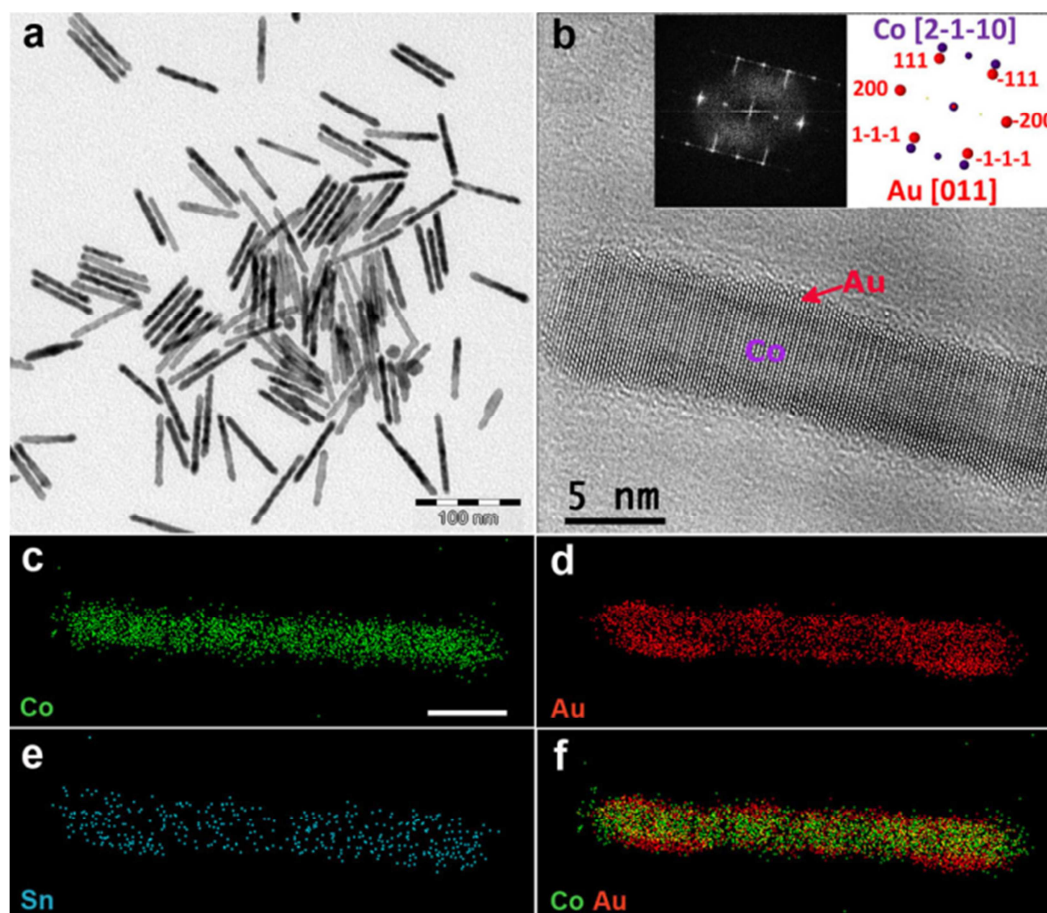 a
100 nm
b
Co [2-1-10]
111
-111
200
-200
1-1-1
-1-1-1
Au [011]
Au
Co
5 nm
c
Co
d
Au
e
Sn
f
Co Au